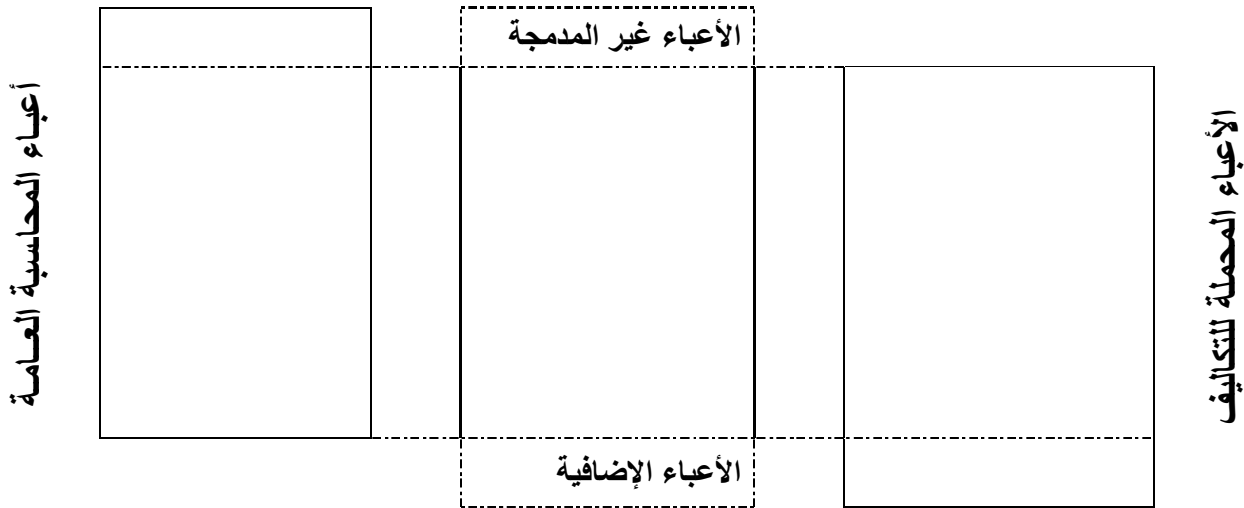 الأعباء غير المدمجة
الأعباء المحملة للتكاليف
أعباء المحاسبة العامة
الأعباء الإضافية